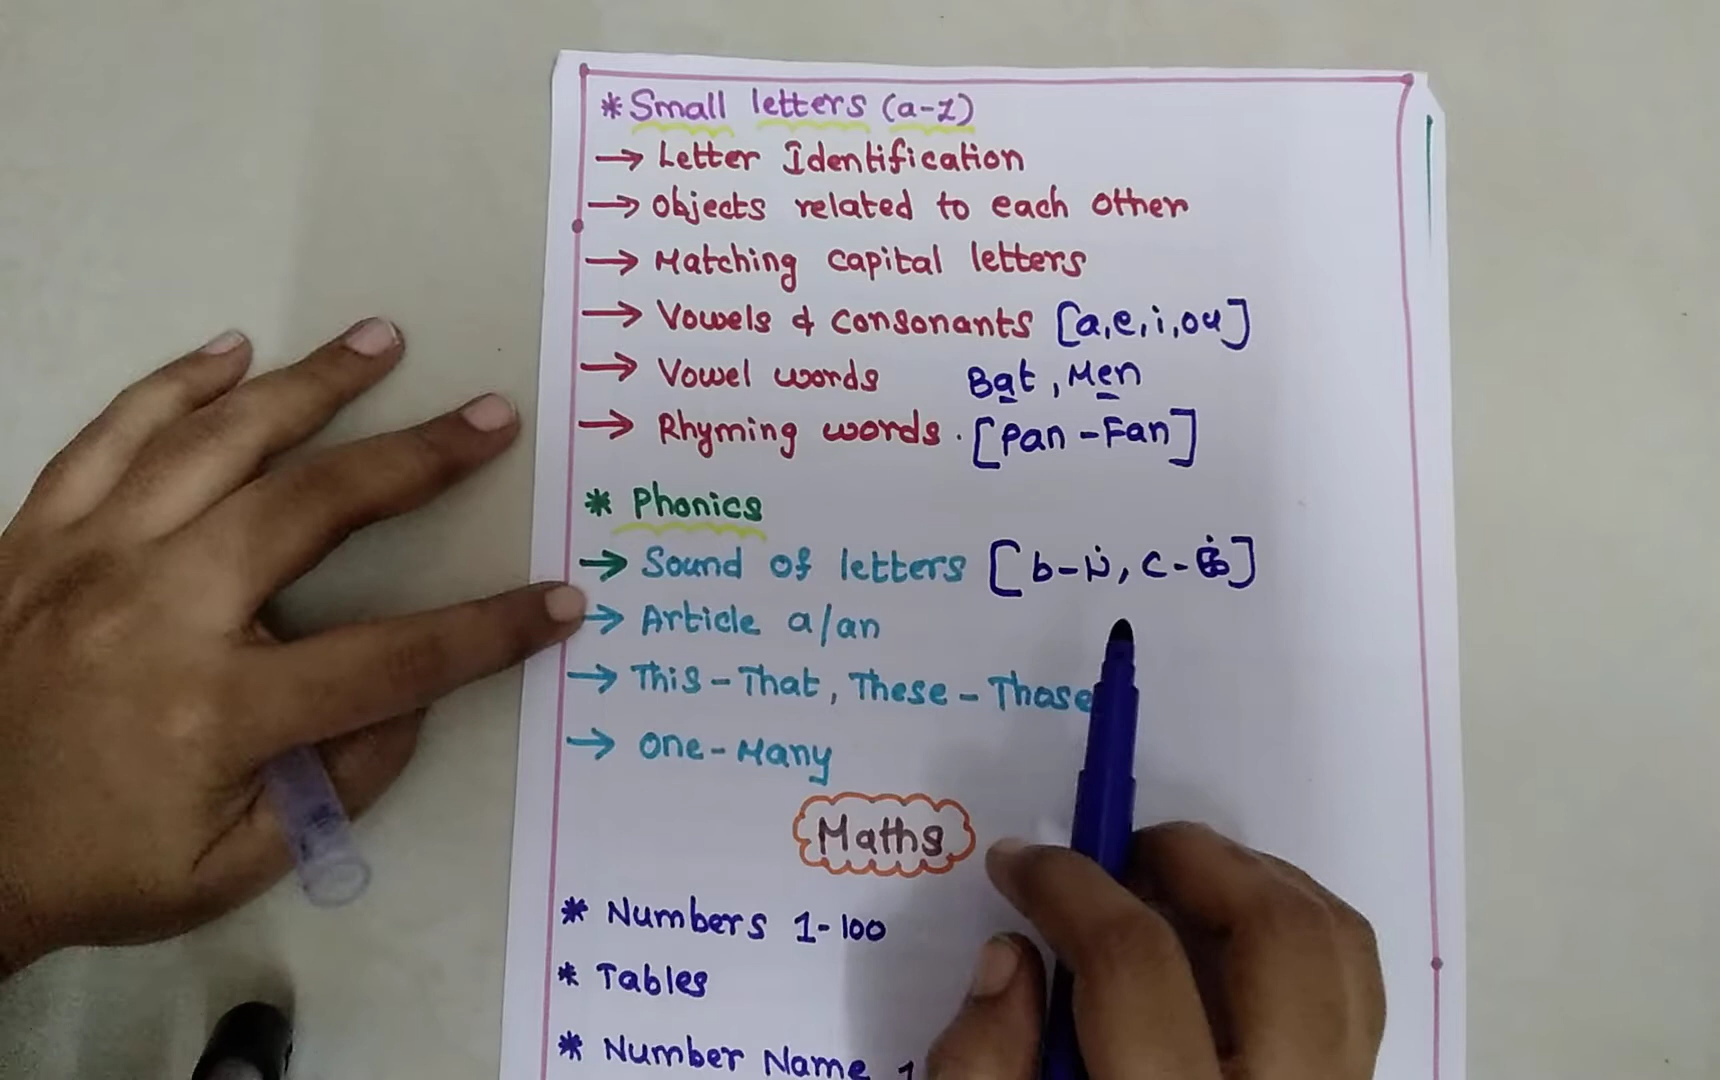 * Small letters (a-z)
→ Letter Identification
→ Objects related to each other
→ Matching capital letters
→ Vowels & consonants [a,e,i,ou]
→ Vowel words Bat, Men
→ Rhyming words. [Pan - Fan]
* Phonics
→ Sound of letters [b-ப், c-க்]
→ Article a/an
→ This - That, These - Those
→ One - Many
Maths
* Numbers 1-100
* Tables
* Number Name 1